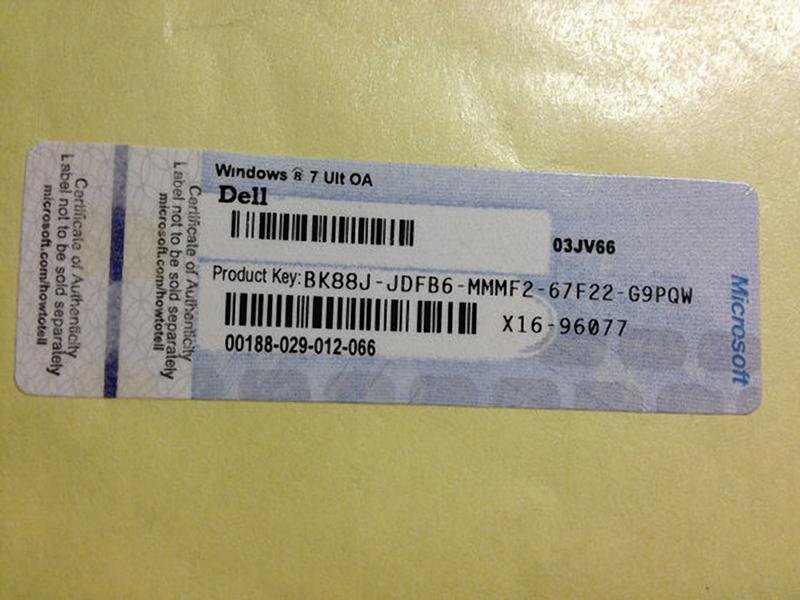 Windows ® 7 Ult OA
Dell
03JV66
Product Key: BK88J-JDFB6-MMMF2-67F22-G9PQW
X16-96077
00188-029-012-066
Microsoft
Certificate of Authenticity
Label not to be sold separately
microsoft.com/howtotell
Certificate of Authenticity
Label not to be sold separately
microsoft.com/howtotell